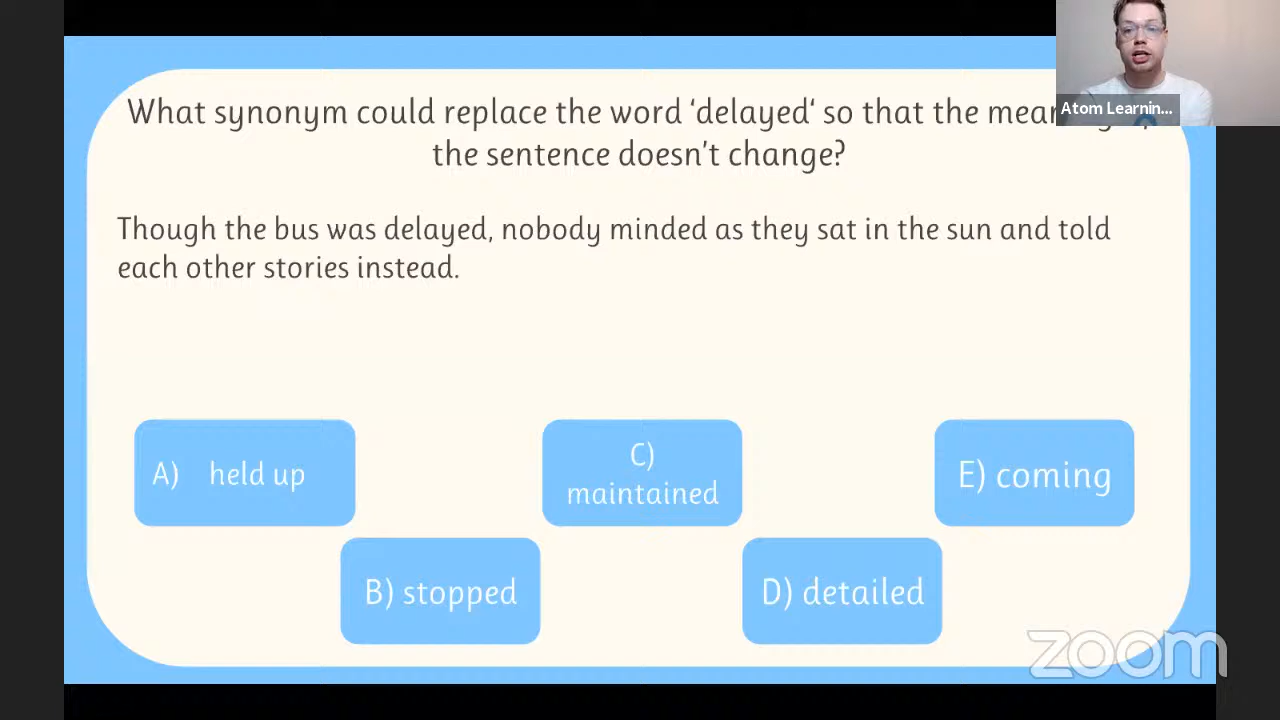 What synonym could replace the word ‘delayed‘ so that the
the sentence doesn’t change?
Atom Learnin...
Though the bus was delayed, nobody minded as they sat in the sun and told
each other stories instead.
A) held up
C)
maintained
E) coming
B) stopped
D) detailed
zoom